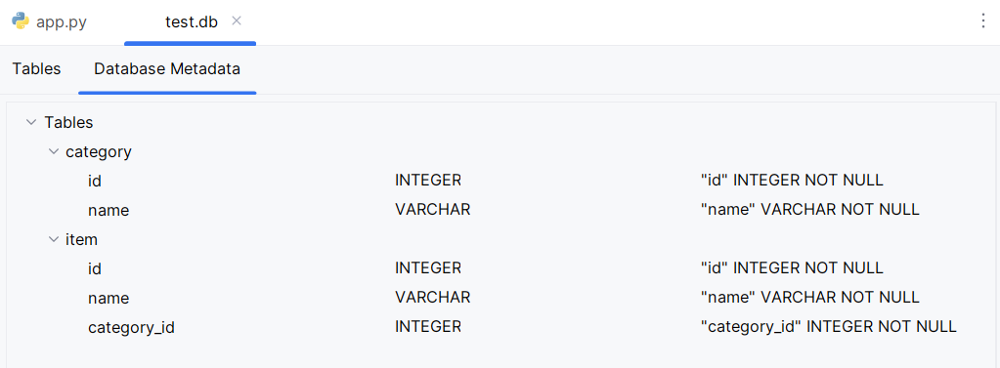 app.py test.db
Tables Database Metadata
Tables
category
id INTEGER "id" INTEGER NOT NULL
name VARCHAR "name" VARCHAR NOT NULL
item
id INTEGER "id" INTEGER NOT NULL
name VARCHAR "name" VARCHAR NOT NULL
category_id INTEGER "category_id" INTEGER NOT NULL